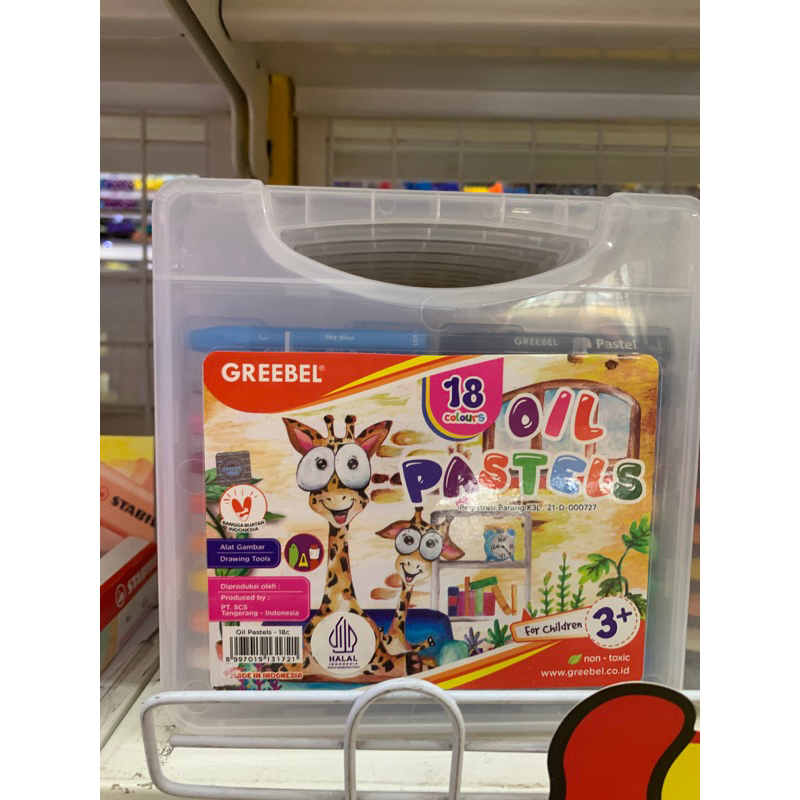 Sky Blue
GREEBEL
Pastel
GREEBEL®
18
colours
OIL
PASTELS
Registrasi Barang K3L : 21-D-000727
BANGGA BUATAN
INDONESIA
Alat Gambar
Drawing Tools
Diproduksi oleh :
Produced by :
PT. SCS
Tangerang - Indonesia
Oil Pastels - 18c
8 997019 131721
MADE IN INDONESIA
HALAL
INDONESIA
For Children
3+
non - toxic
www.greebel.co.id
STABIL